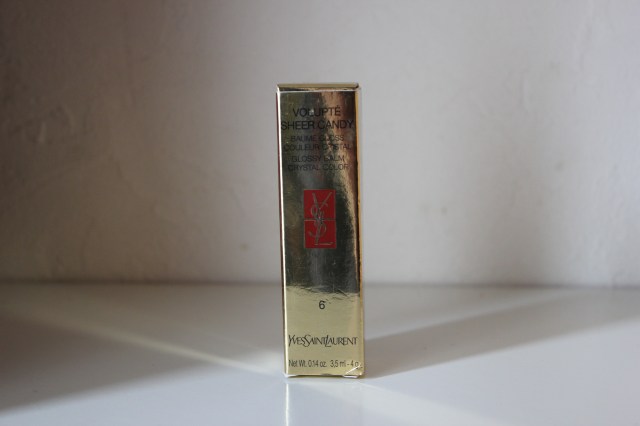 VOLUPTÉ
SHEER CANDY
BAUME GLOSS
COULEUR CRISTAL
GLOSSY BALM
CRYSTAL COLOR
YSL
6
YVESSAINTLAURENT
Net Wt. 0.14 oz. 3,5 ml - 4 g